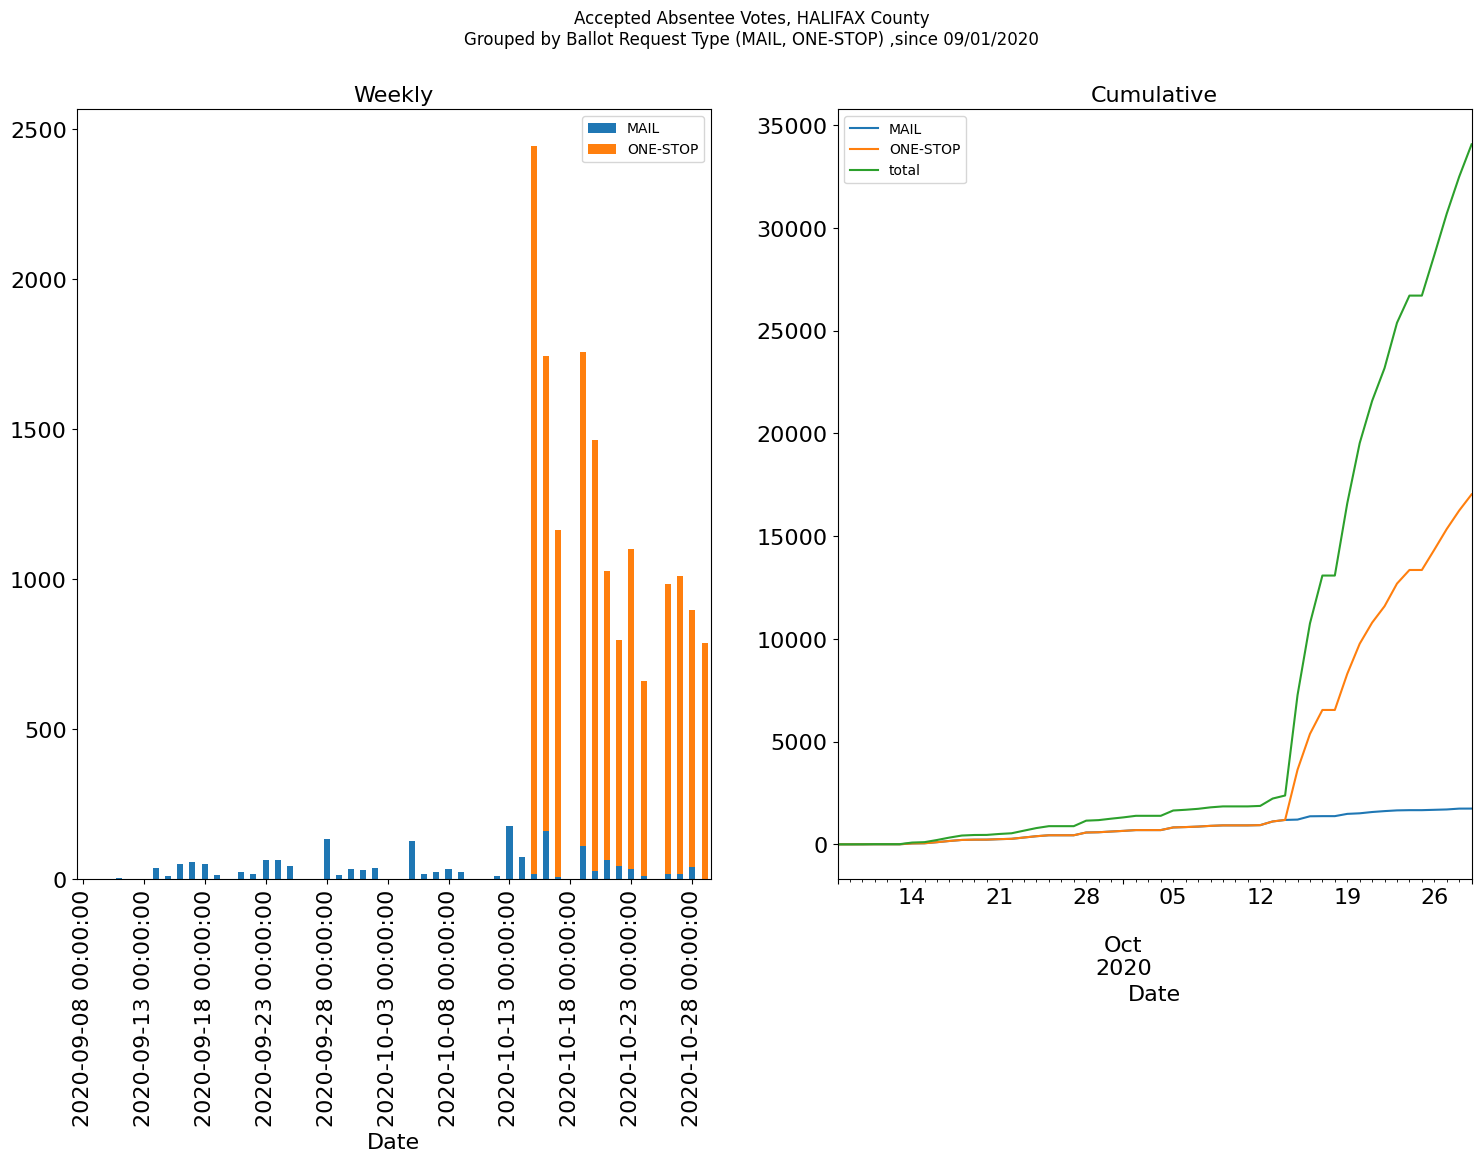 Accepted Absentee Votes, HALIFAX County
Grouped by Ballot Request Type (MAIL, ONE-STOP) ,since 09/01/2020
Weekly
2500
2000
1500
1000
500
0
MAIL
ONE-STOP
2020-09-08 00:00:00
2020-09-13 00:00:00
2020-09-18 00:00:00
2020-09-23 00:00:00
2020-09-28 00:00:00
2020-10-03 00:00:00
2020-10-08 00:00:00
2020-10-13 00:00:00
2020-10-18 00:00:00
2020-10-23 00:00:00
2020-10-28 00:00:00
Date
Cumulative
35000
30000
25000
20000
15000
10000
5000
0
MAIL
ONE-STOP
total
14 21 28 05 12 19 26
Oct
2020
Date